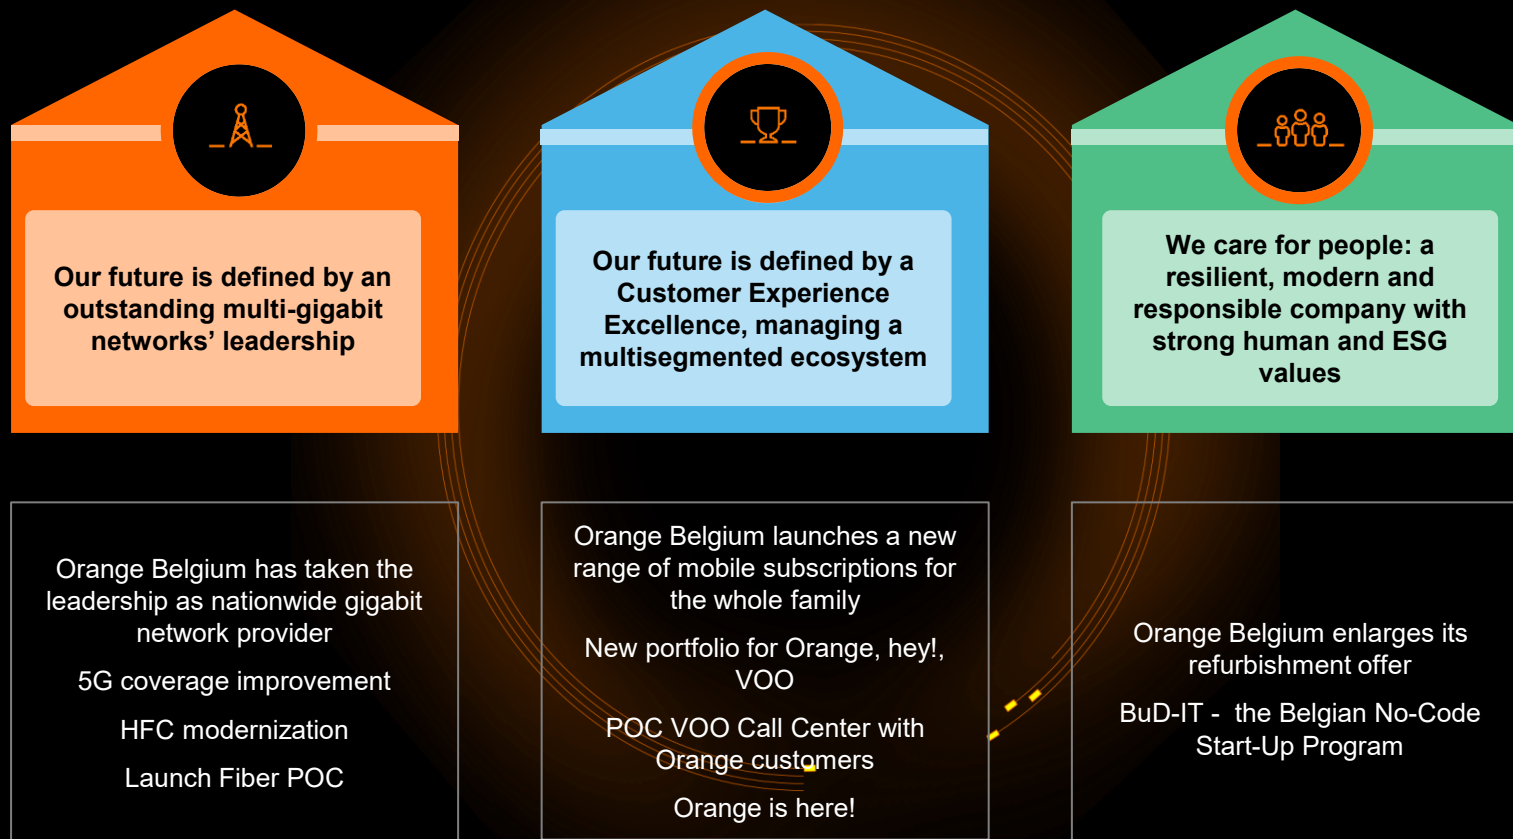 Our future is defined by an
outstanding multi-gigabit
networks’ leadership
Our future is defined by a
Customer Experience
Excellence, managing a
multisegmented ecosystem
We care for people: a
resilient, modern and
responsible company with
strong human and ESG
values
Orange Belgium has taken the
leadership as nationwide gigabit
network provider
5G coverage improvement
HFC modernization
Launch Fiber POC
Orange Belgium launches a new
range of mobile subscriptions for
the whole family
New portfolio for Orange, hey!,
VOO
POC VOO Call Center with
Orange customers
Orange is here!
Orange Belgium enlarges its
refurbishment offer
BuD-IT - the Belgian No-Code
Start-Up Program